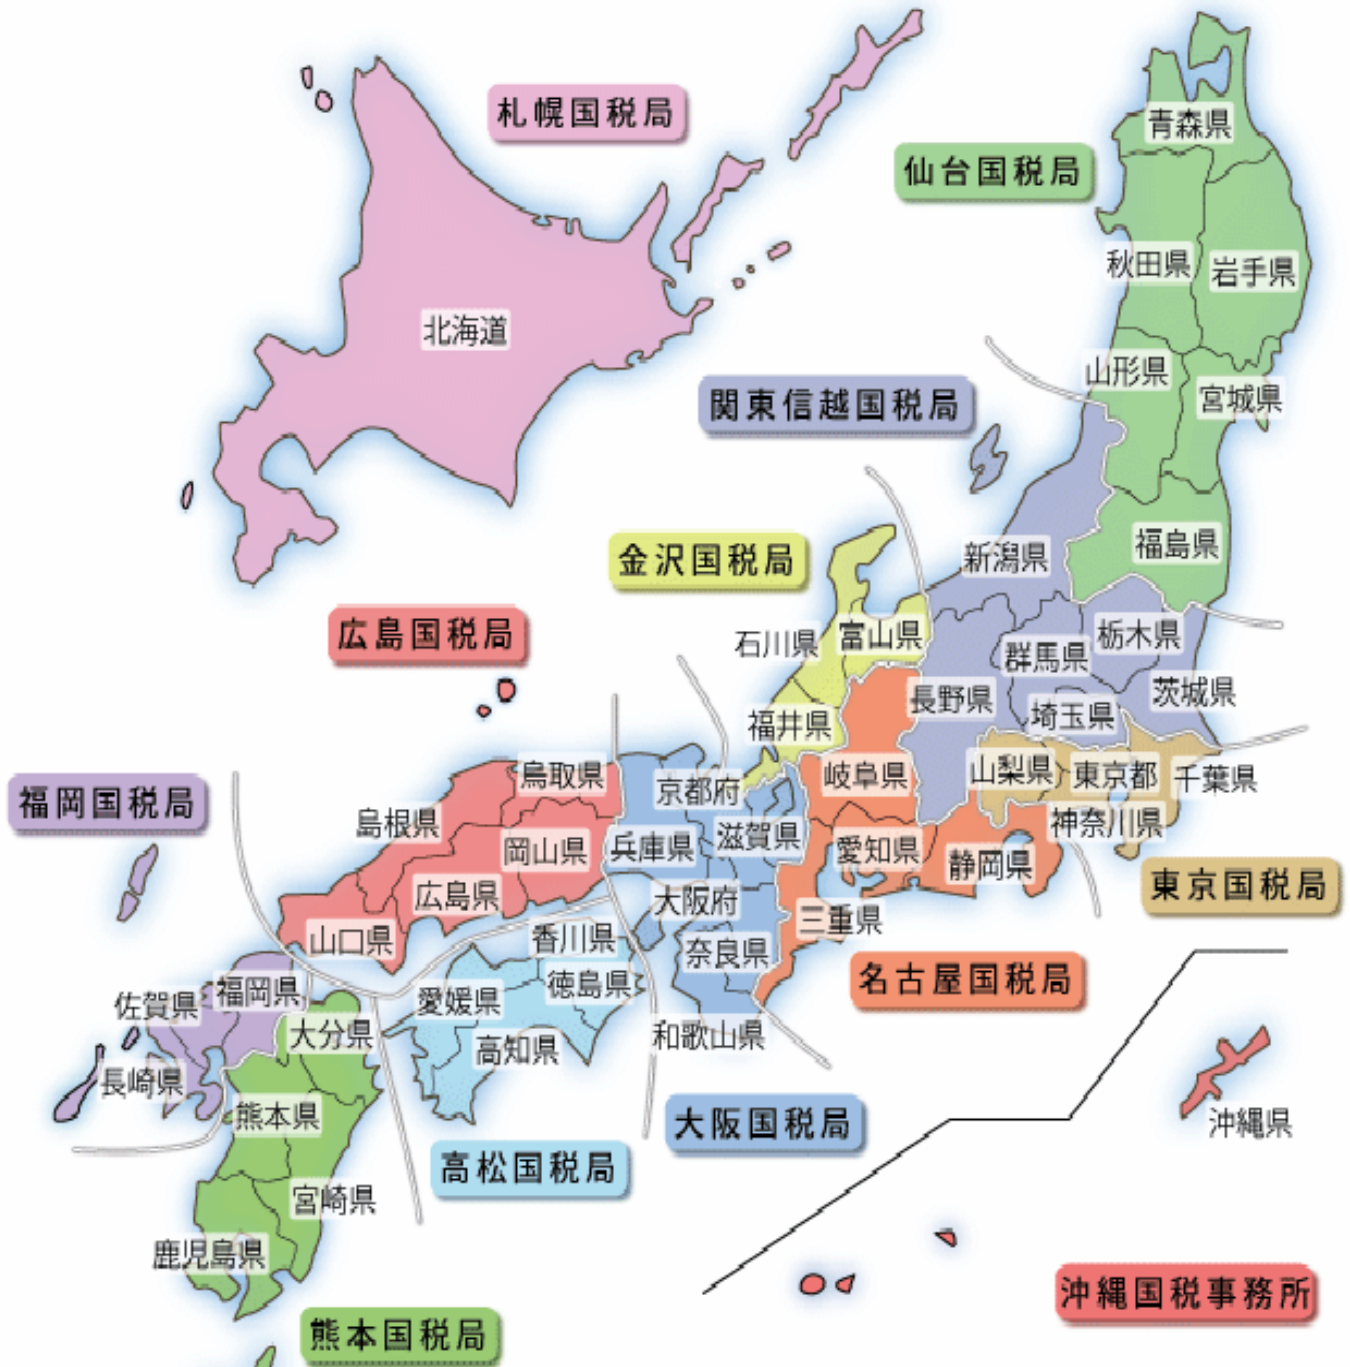 札幌国税局
青森県
仙台国税局
秋田県
岩手県
北海道
山形県
宮城県
関東信越国税局
福島県
新潟県
金沢国税局
広島国税局
石川県
富山県
群馬県
栃木県
長野県
茨城県
埼玉県
福井県
鳥取県
京都府
岐阜県
山梨県
東京都
千葉県
福岡国税局
島根県
岡山県
兵庫県
滋賀県
愛知県
静岡県
神奈川県
広島県
大阪府
東京国税局
山口県
香川県
奈良県
三重県
名古屋国税局
佐賀県
福岡県
愛媛県
徳島県
大分県
高知県
和歌山県
長崎県
熊本県
大阪国税局
沖縄県
高松国税局
宮崎県
鹿児島県
沖縄国税事務所
熊本国税局